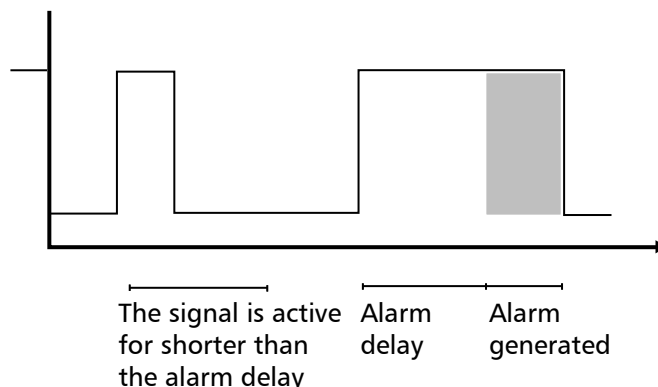 The signal is active
for shorter than
the alarm delay
Alarm
delay
Alarm
generated